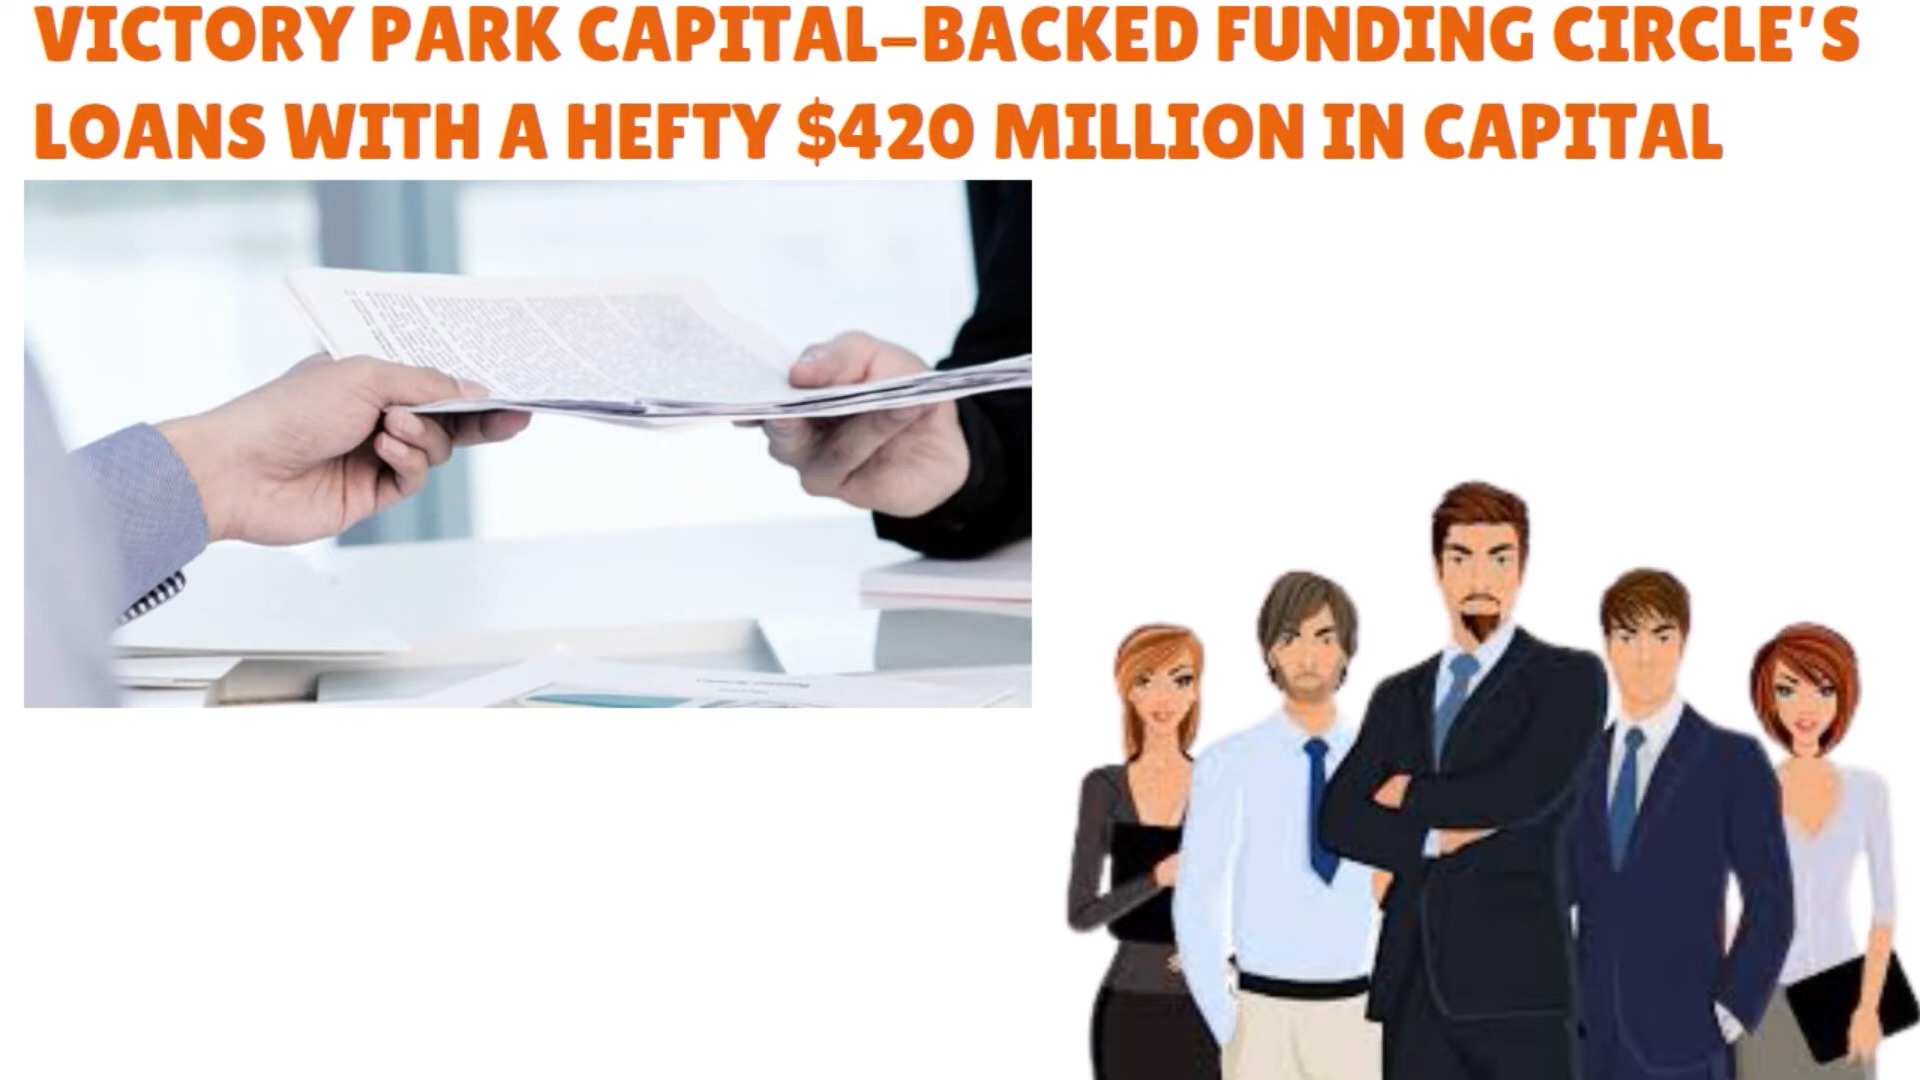 VICTORY PARK CAPITAL–BACKED FUNDING CIRCLE'S
LOANS WITH A HEFTY $420 MILLION IN CAPITAL